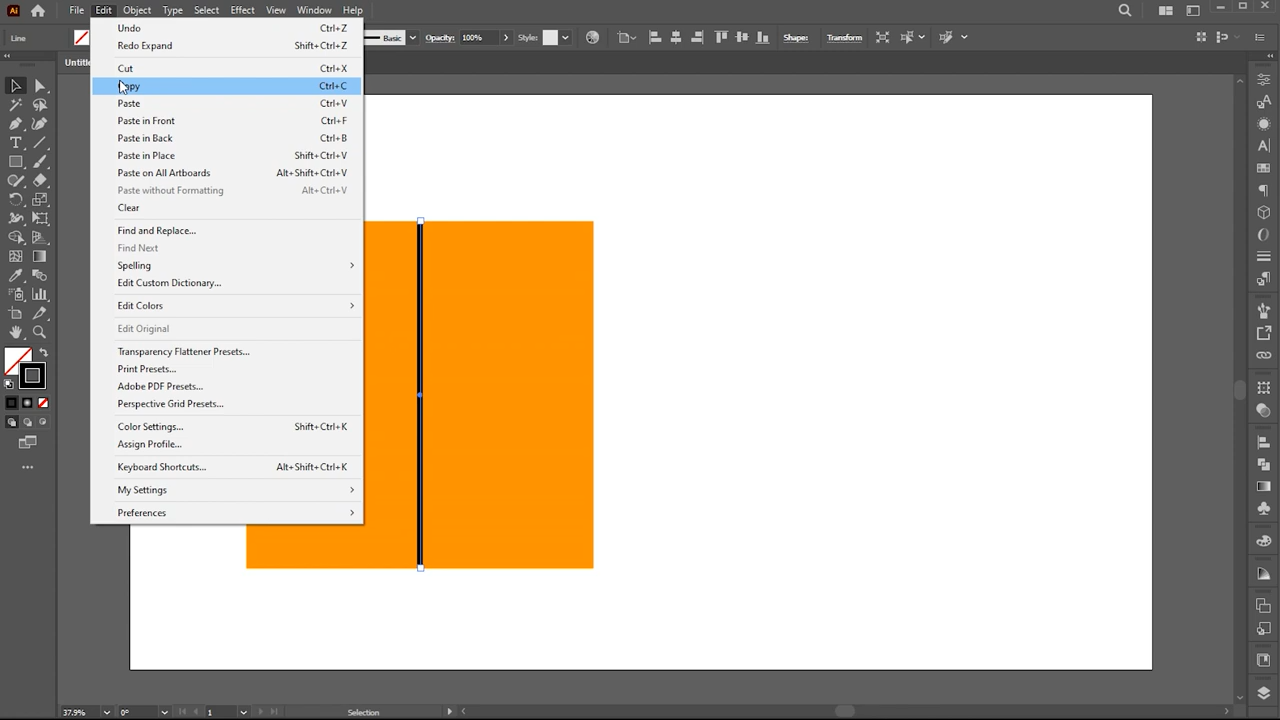 Ai File Edit Object Type Select Effect View Window Help
Line Basic Opacity: 100% Style: Shape: Transform
Undo Ctrl+Z
Redo Expand Shift+Ctrl+Z
Cut Ctrl+X
Copy Ctrl+C
Paste Ctrl+V
Paste in Front Ctrl+F
Paste in Back Ctrl+B
Paste in Place Shift+Ctrl+V
Paste on All Artboards Alt+Shift+Ctrl+V
Paste without Formatting Alt+Ctrl+V
Clear
Find and Replace...
Find Next
Spelling
Edit Custom Dictionary...
Edit Colors
Edit Original
Transparency Flattener Presets...
Print Presets...
Adobe PDF Presets...
Perspective Grid Presets...
Color Settings... Shift+Ctrl+K
Assign Profile...
Keyboard Shortcuts... Alt+Shift+Ctrl+K
My Settings
Preferences
37.9% 0° 1 Selection